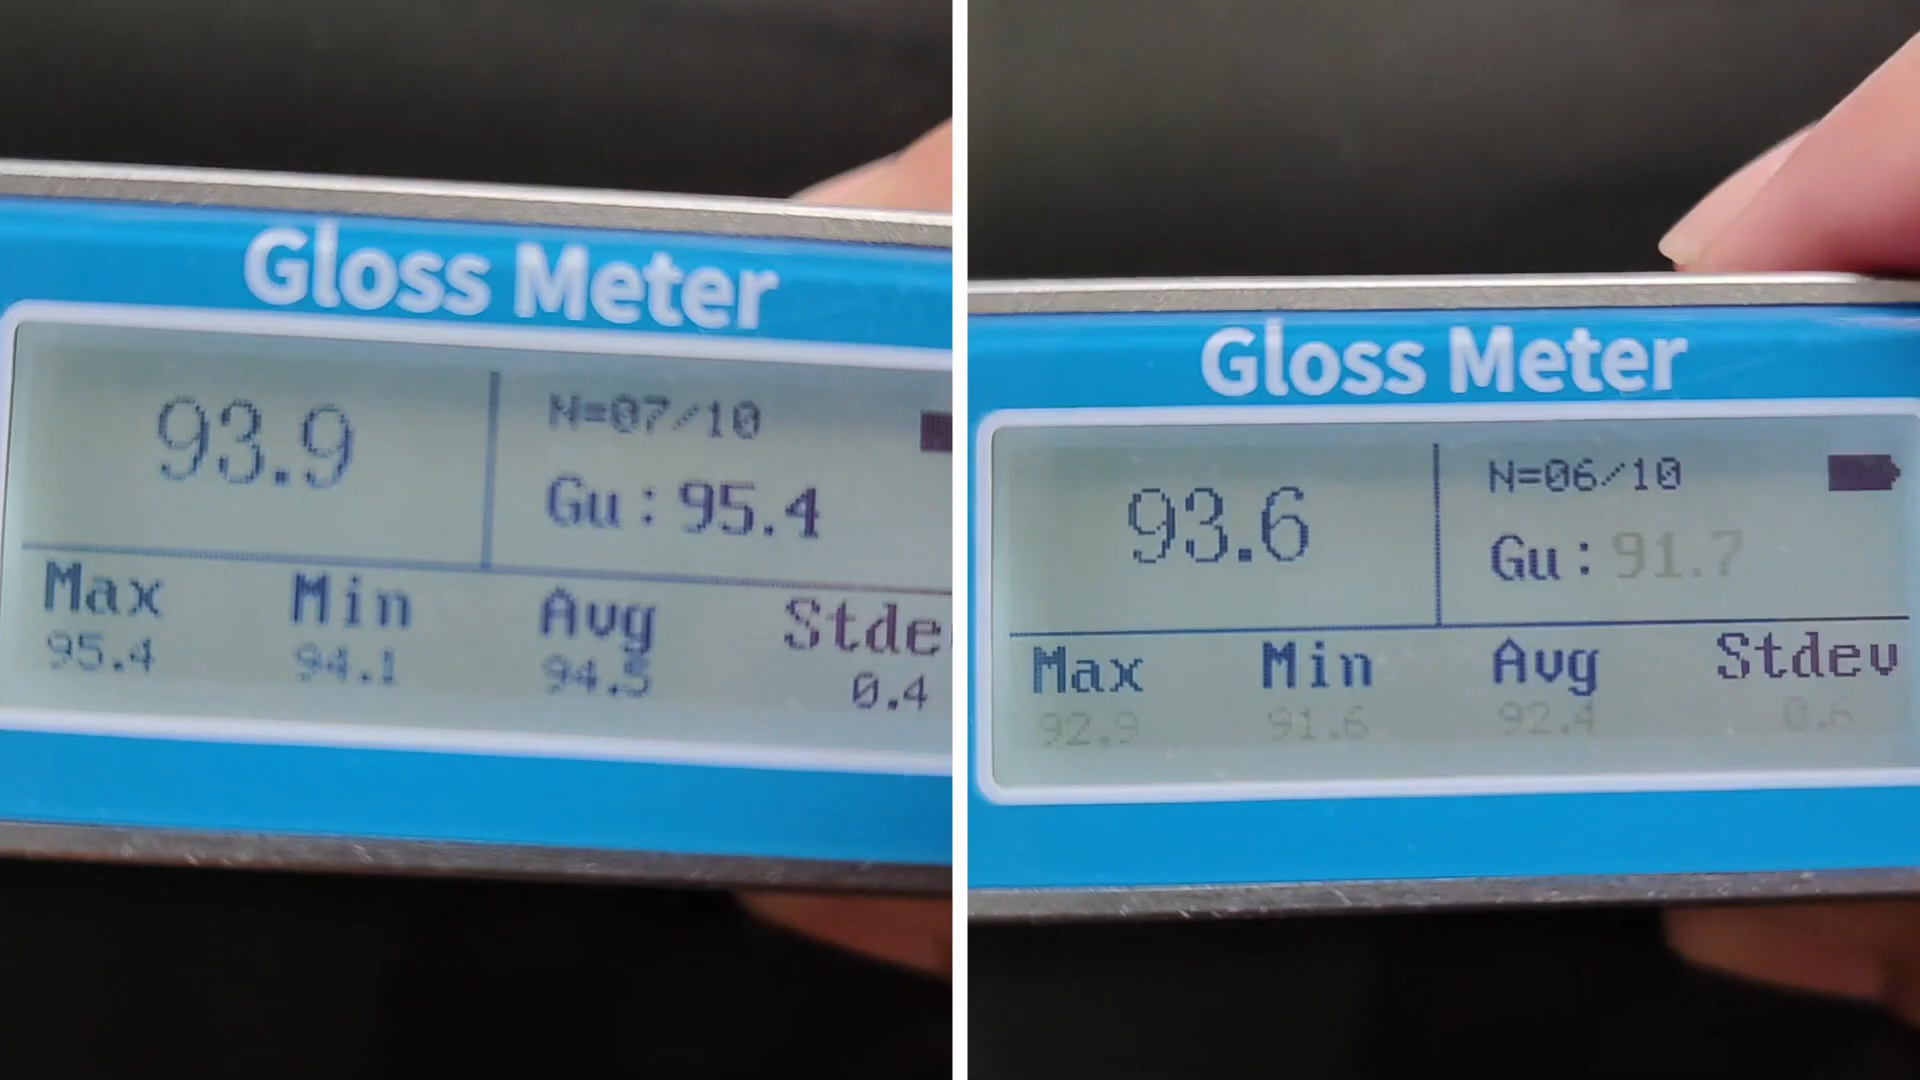 Gloss Meter
93.9
N=07/10
Gu: 95.4
Max Min Avg Stde
95.4 94.1 94.5 0.4
Gloss Meter
93.6
N=06/10
Gu: 91.7
Max Min Avg Stdev
92.9 91.6 92.4 0.6